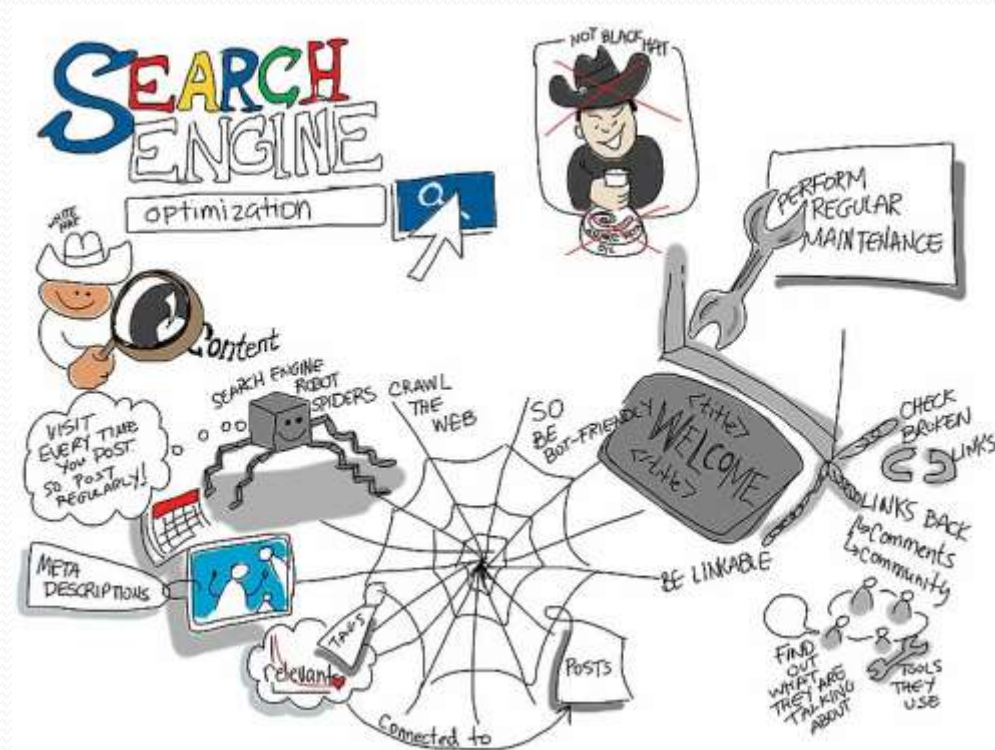 SEARCH
ENGINE
optimization
NOT BLACK HAT
WHITE
HAT
Content
PERFORM
REGULAR
MAINTENANCE
SEARCH ENGINE
ROBOT
SPIDERS
CRAWL
THE
WEB
SO
BE
BOT-FRIENDLY
<title>
WELCOME
<title>
CHECK
BROKEN
LINKS
VISIT
EVERY TIME
YOU POST
SO POST
REGULARLY!
LINKS BACK
Comments
Community
BE LINKABLE
META
DESCRIPTIONS
TAGS
relevant
POSTS
Connected to
FIND
OUT
WHAT
THEY ARE
TALKING
ABOUT
TOOLS
THEY
USE